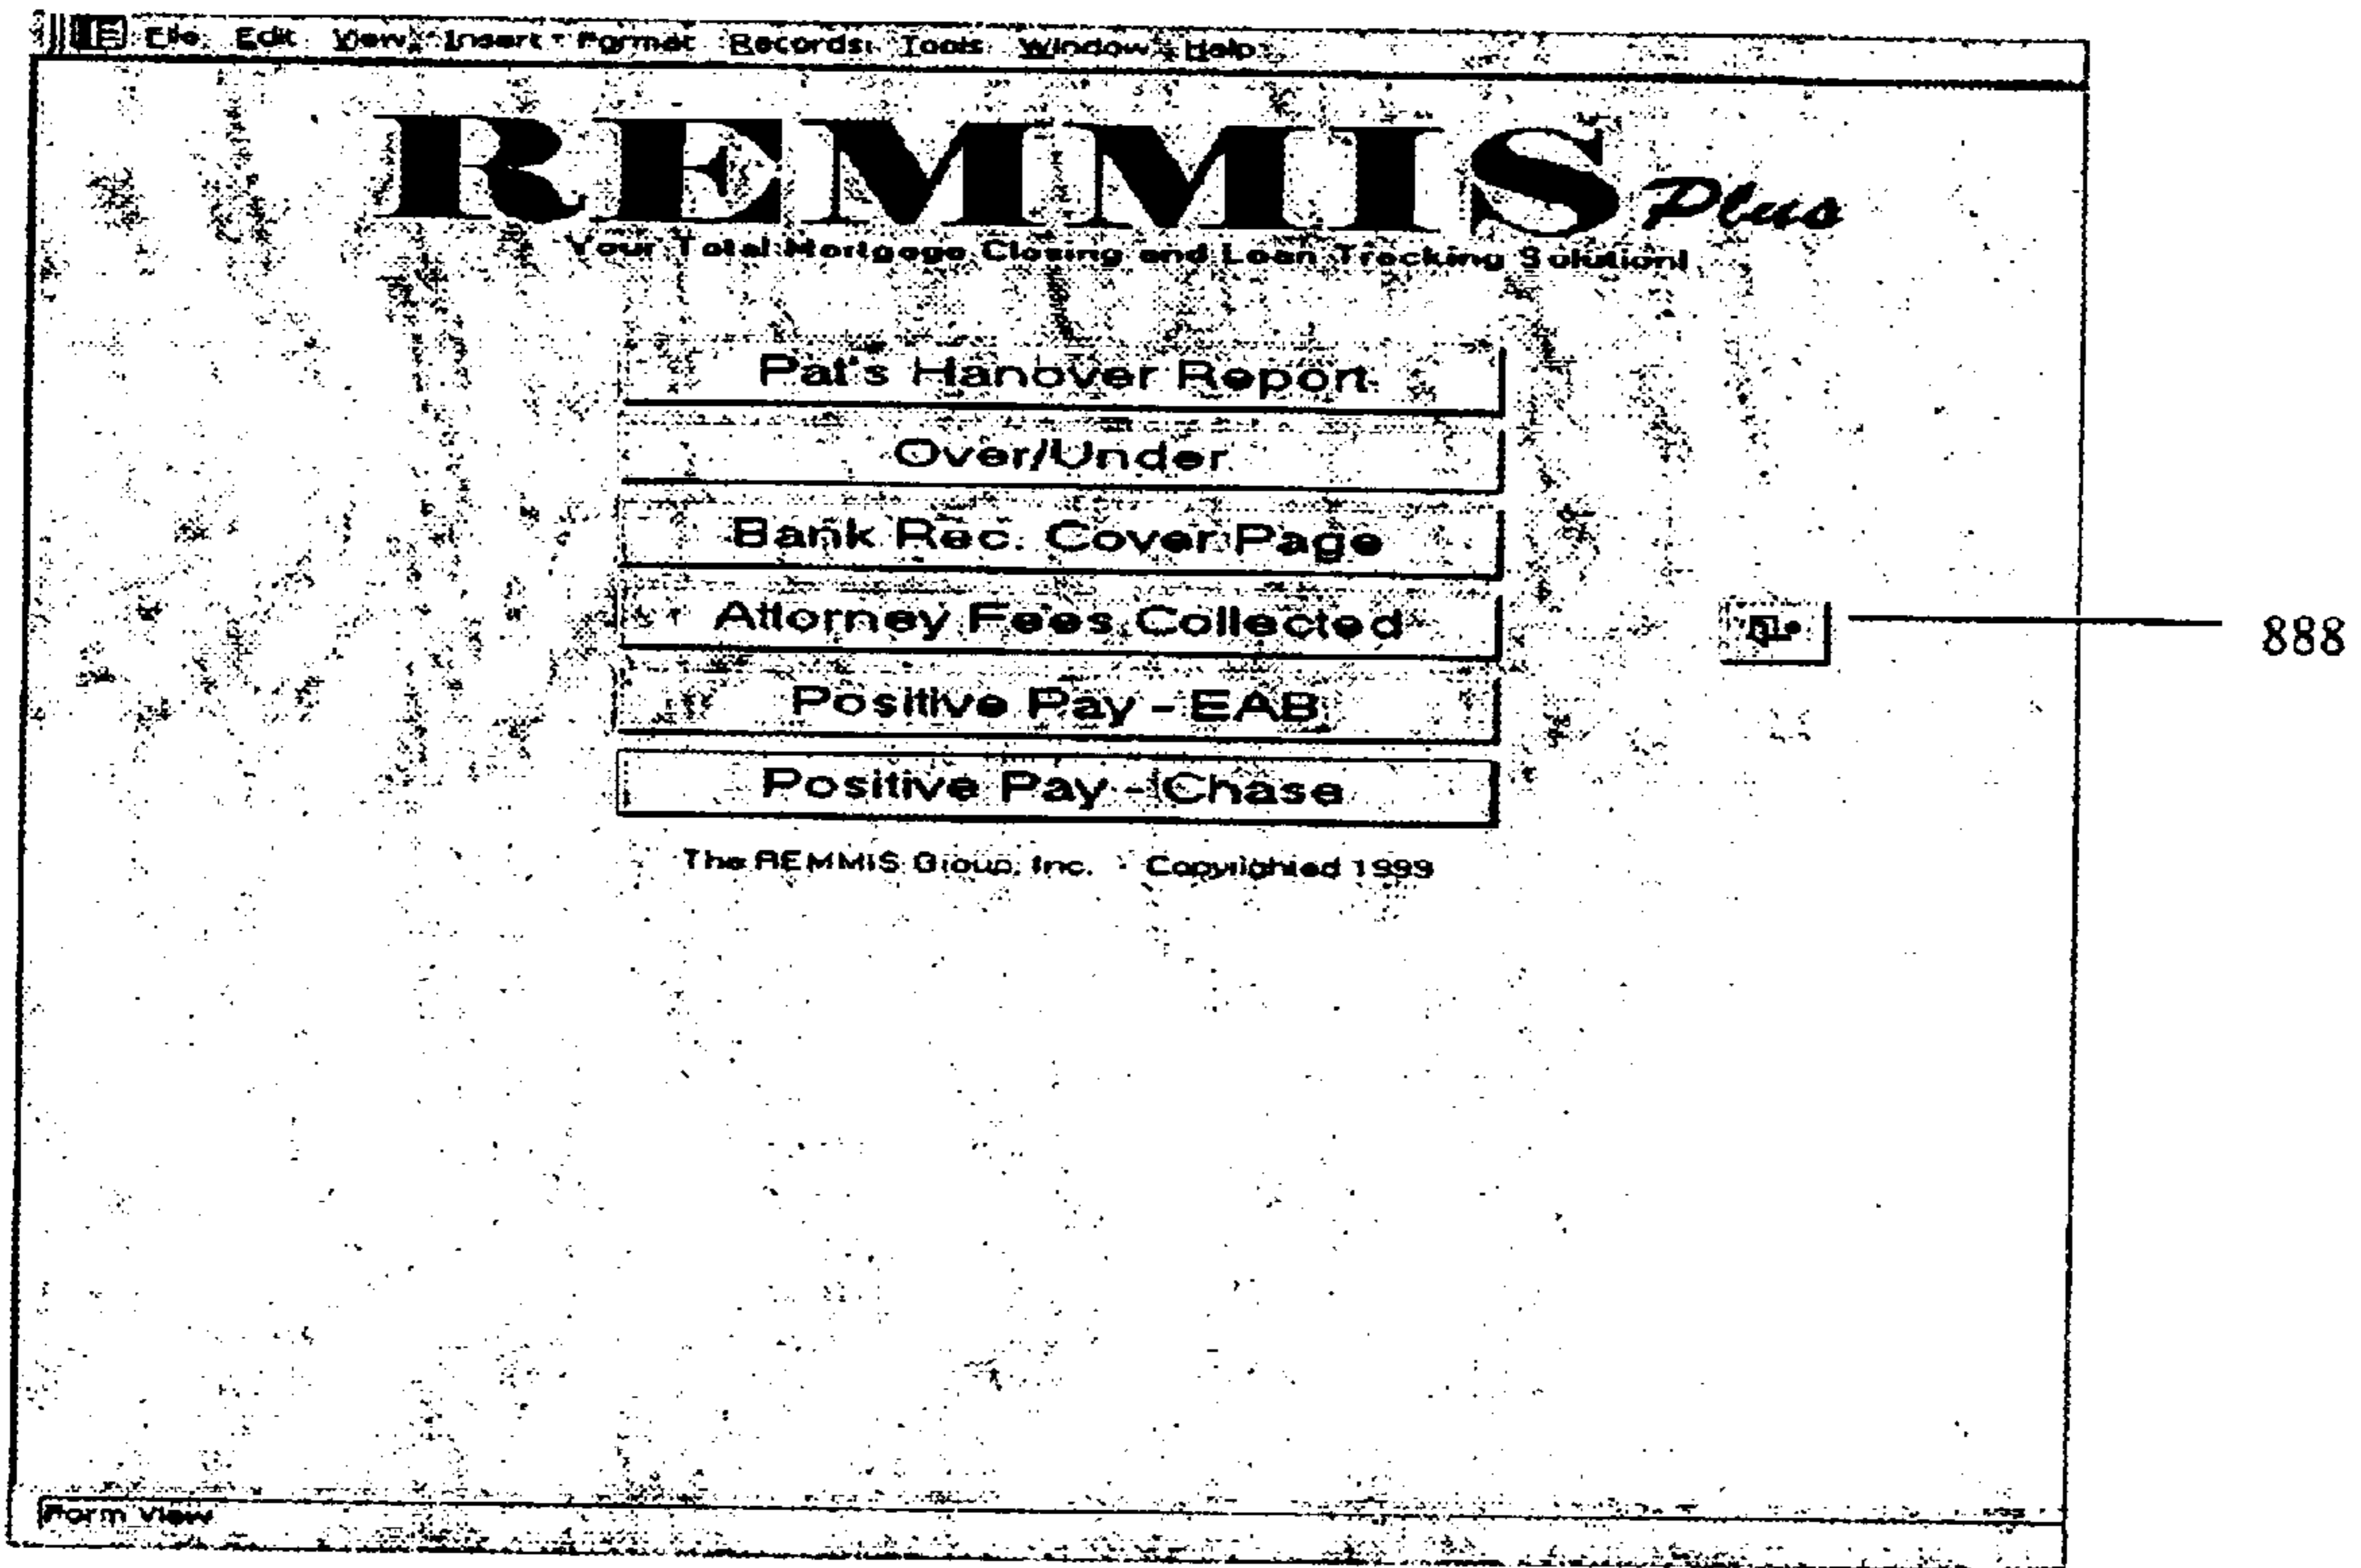 File Edit View Insert Format Records Tools Window Help
REMMIS Plus
Your Total Mortgage Closing and Loan Tracking Solution!
Pat's Hanover Report
Over/Under
Bank Rec. Cover Page
Attorney Fees Collected
888
Positive Pay - EAB
Positive Pay - Chase
The REMMIS Group, Inc. Copyrighted 1999
Form View